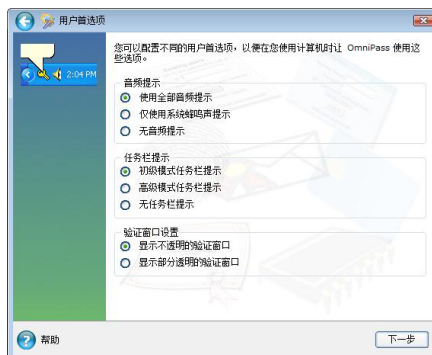 用户首选项
您可以配置不同的用户首选项，以便在您使用计算机时让 OmniPass 使用这
些选项。
2:04 PM
音频提示
使用全部音频提示
仅使用系统蜂鸣声提示
无音频提示
任务栏提示
初级模式任务栏提示
高级模式任务栏提示
无任务栏提示
验证窗口设置
显示不透明的验证窗口
显示部分透明的验证窗口
帮助
下一步